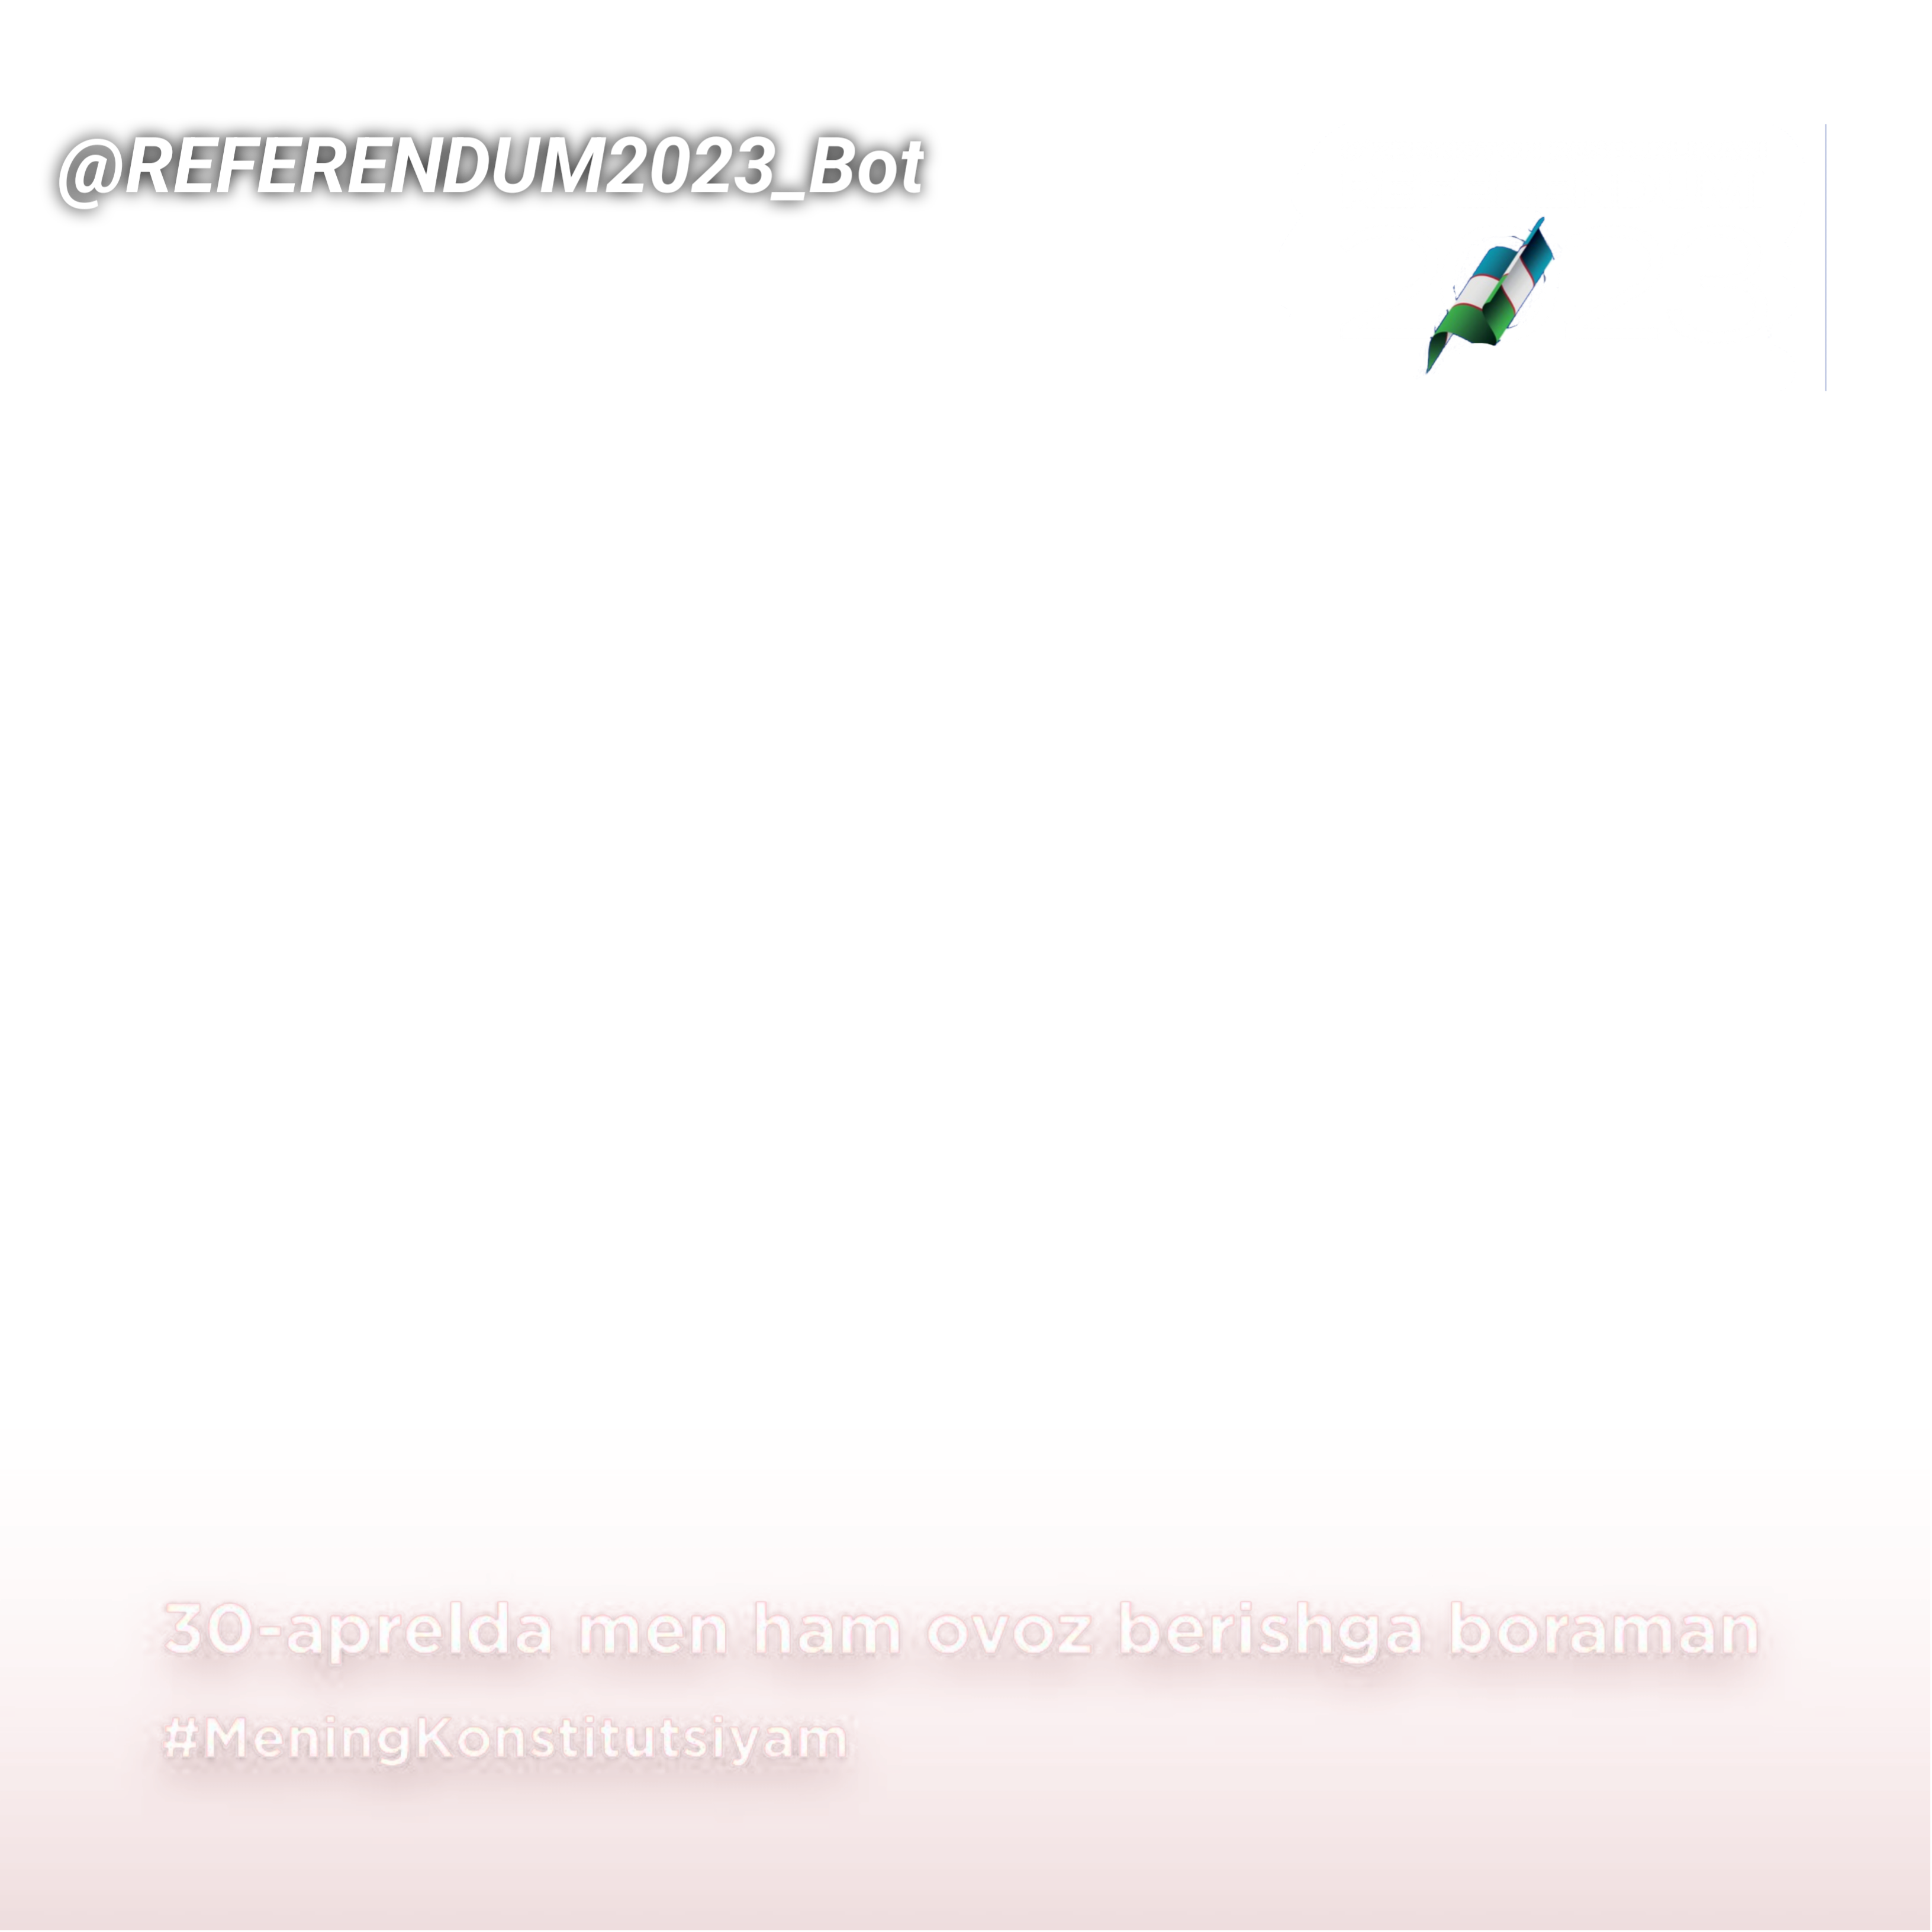 @REFERENDUM2023_Bot
30-aprelda men ham ovoz berishga boraman
#MeningKonstitutsiyam